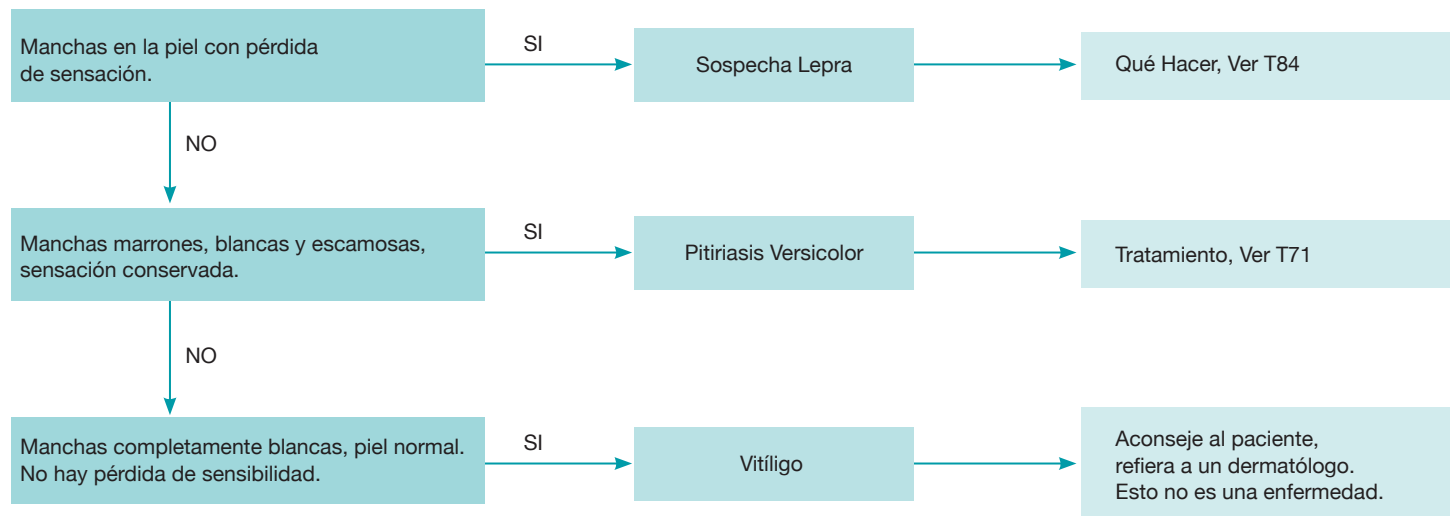 Manchas en la piel con pérdida
de sensación.
SI
Sospecha Lepra
Qué Hacer, Ver T84
NO
Manchas marrones, blancas y escamosas,
sensación conservada.
SI
Pitiriasis Versicolor
Tratamiento, Ver T71
NO
Manchas completamente blancas, piel normal.
No hay pérdida de sensibilidad.
SI
Vitíligo
Aconseje al paciente,
refiera a un dermatólogo.
Esto no es una enfermedad.